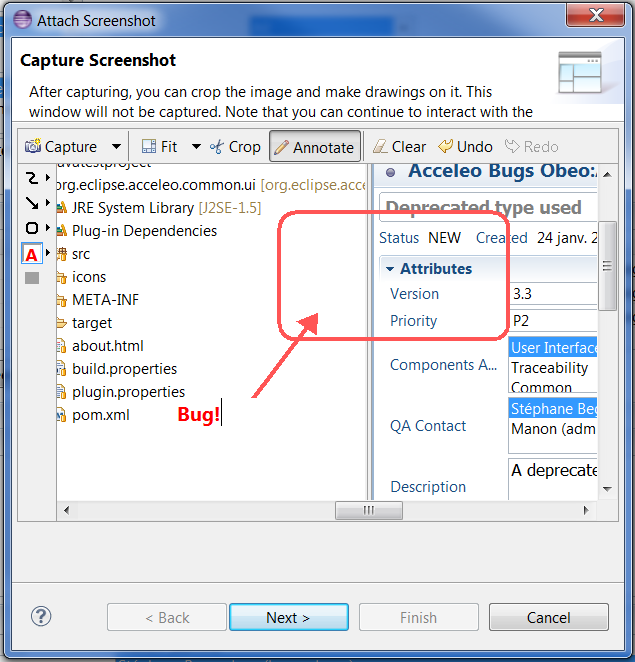 Attach Screenshot
Capture Screenshot
After capturing, you can crop the image and make drawings on it. This
window will not be captured. Note that you can continue to interact with the
Capture Fit Crop Annotate Clear Undo Redo
avatestproject
org.eclipse.acceleo.common.ui [org.eclipse.acce
JRE System Library [J2SE-1.5]
Plug-in Dependencies
A
src
icons
META-INF
target
about.html
build.properties
plugin.properties
pom.xml
Bug!
Acceleo Bugs Obeo:
Deprecated type used
Status NEW Created 24 janv. 2
Attributes
Version 3.3
Priority P2
Components A...
User Interface
Traceability
Common
QA Contact
Stéphane Beg
Manon (adm
Description
A deprecate
?
< Back Next > Finish Cancel